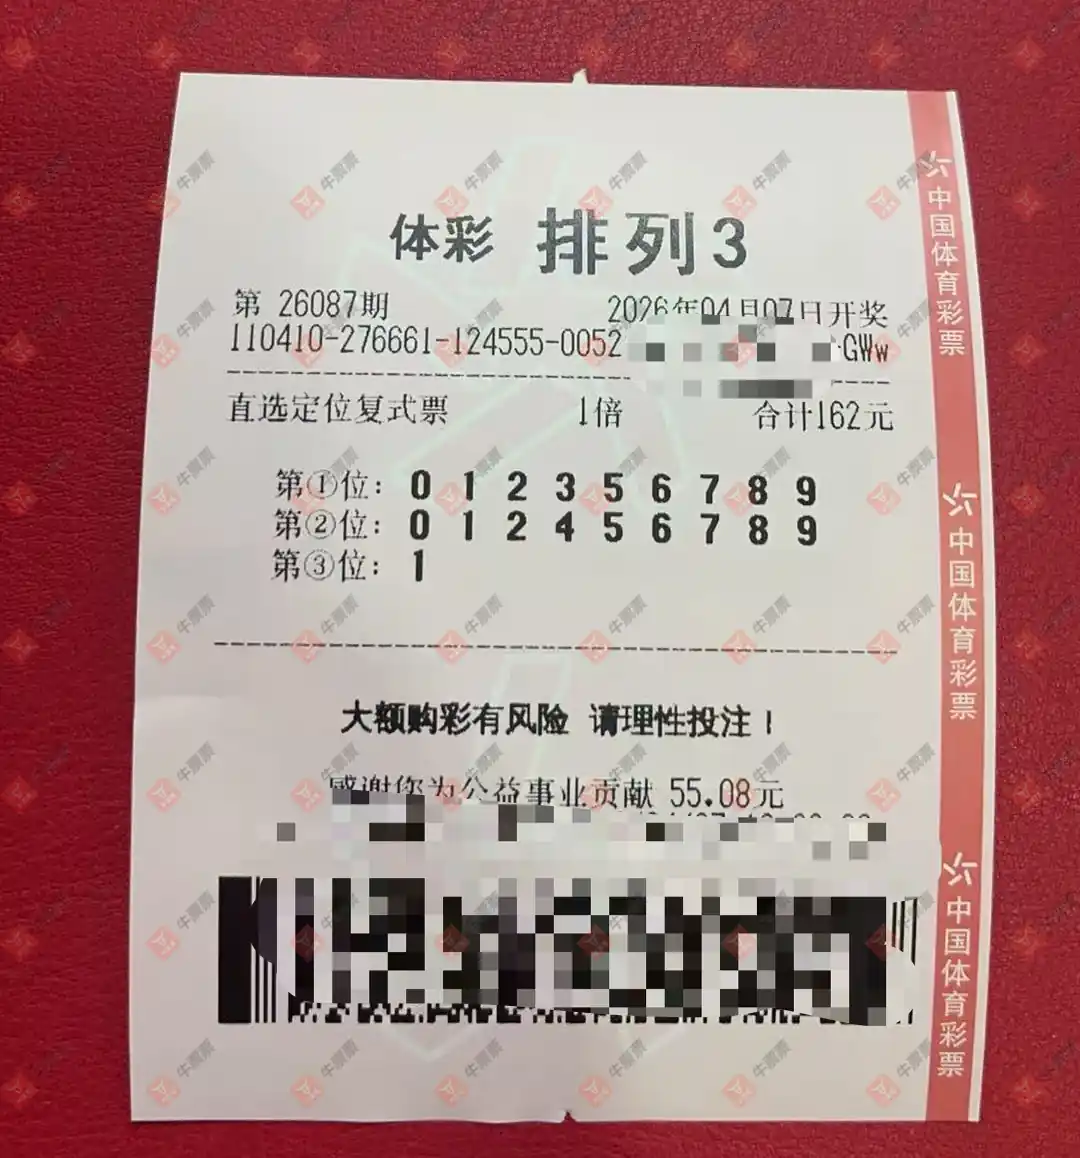 体彩 排列3
第 26087期 2026年04月07日开奖
110410-276661-124555-0052 GWw
直选定位复式票 1倍 合计162元
第①位: 0 1 2 3 5 6 7 8 9
第②位: 0 1 2 4 5 6 7 8 9
第③位: 1
大额购彩有风险 请理性投注!
感谢您为公益事业贡献 55.08元
中国体育彩票
中国体育彩票
中国体育彩票
牛票票